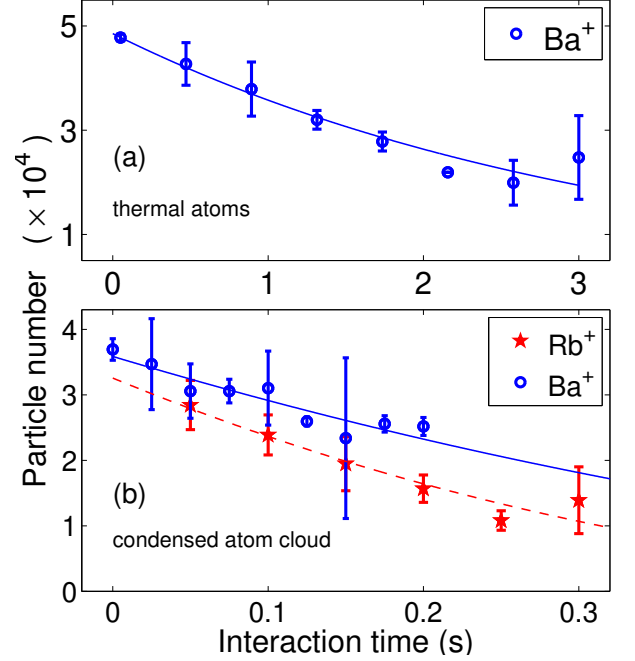 5
3
1
Ba⁺
(a)
thermal atoms
0
1
2
3
Particle number (× 10⁴)
4
3
2
1
0
Rb⁺
Ba⁺
(b)
condensed atom cloud
0
0.1
0.2
0.3
Interaction time (s)